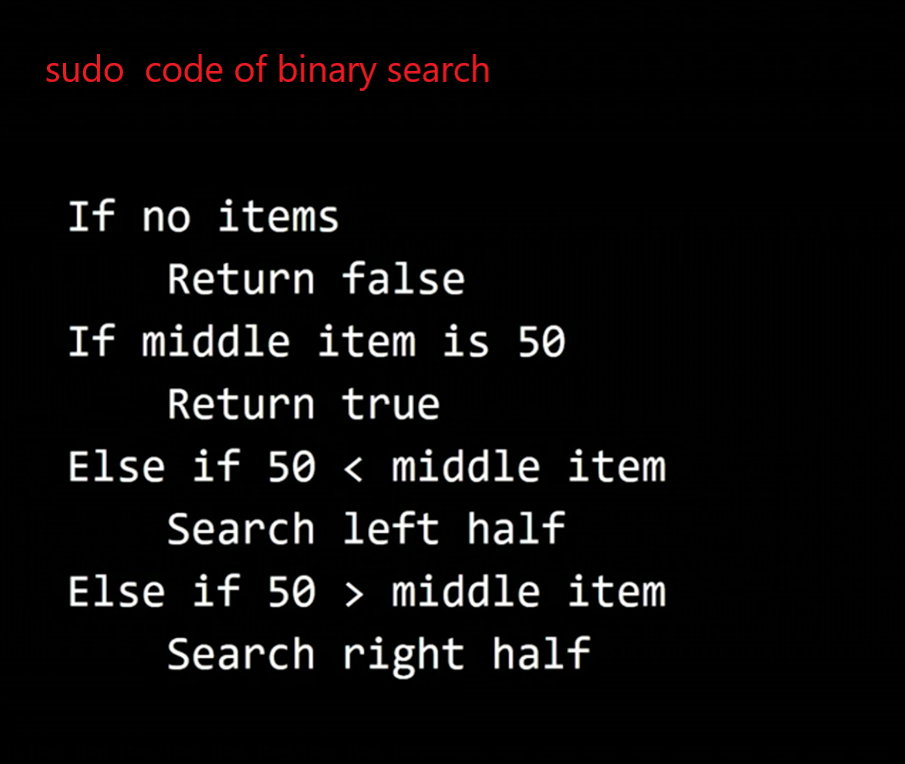 sudo  code of binary search
If no items
Return false
If middle item is 50
Return true
Else if 50 < middle item
Search left half
Else if 50 > middle item
Search right half